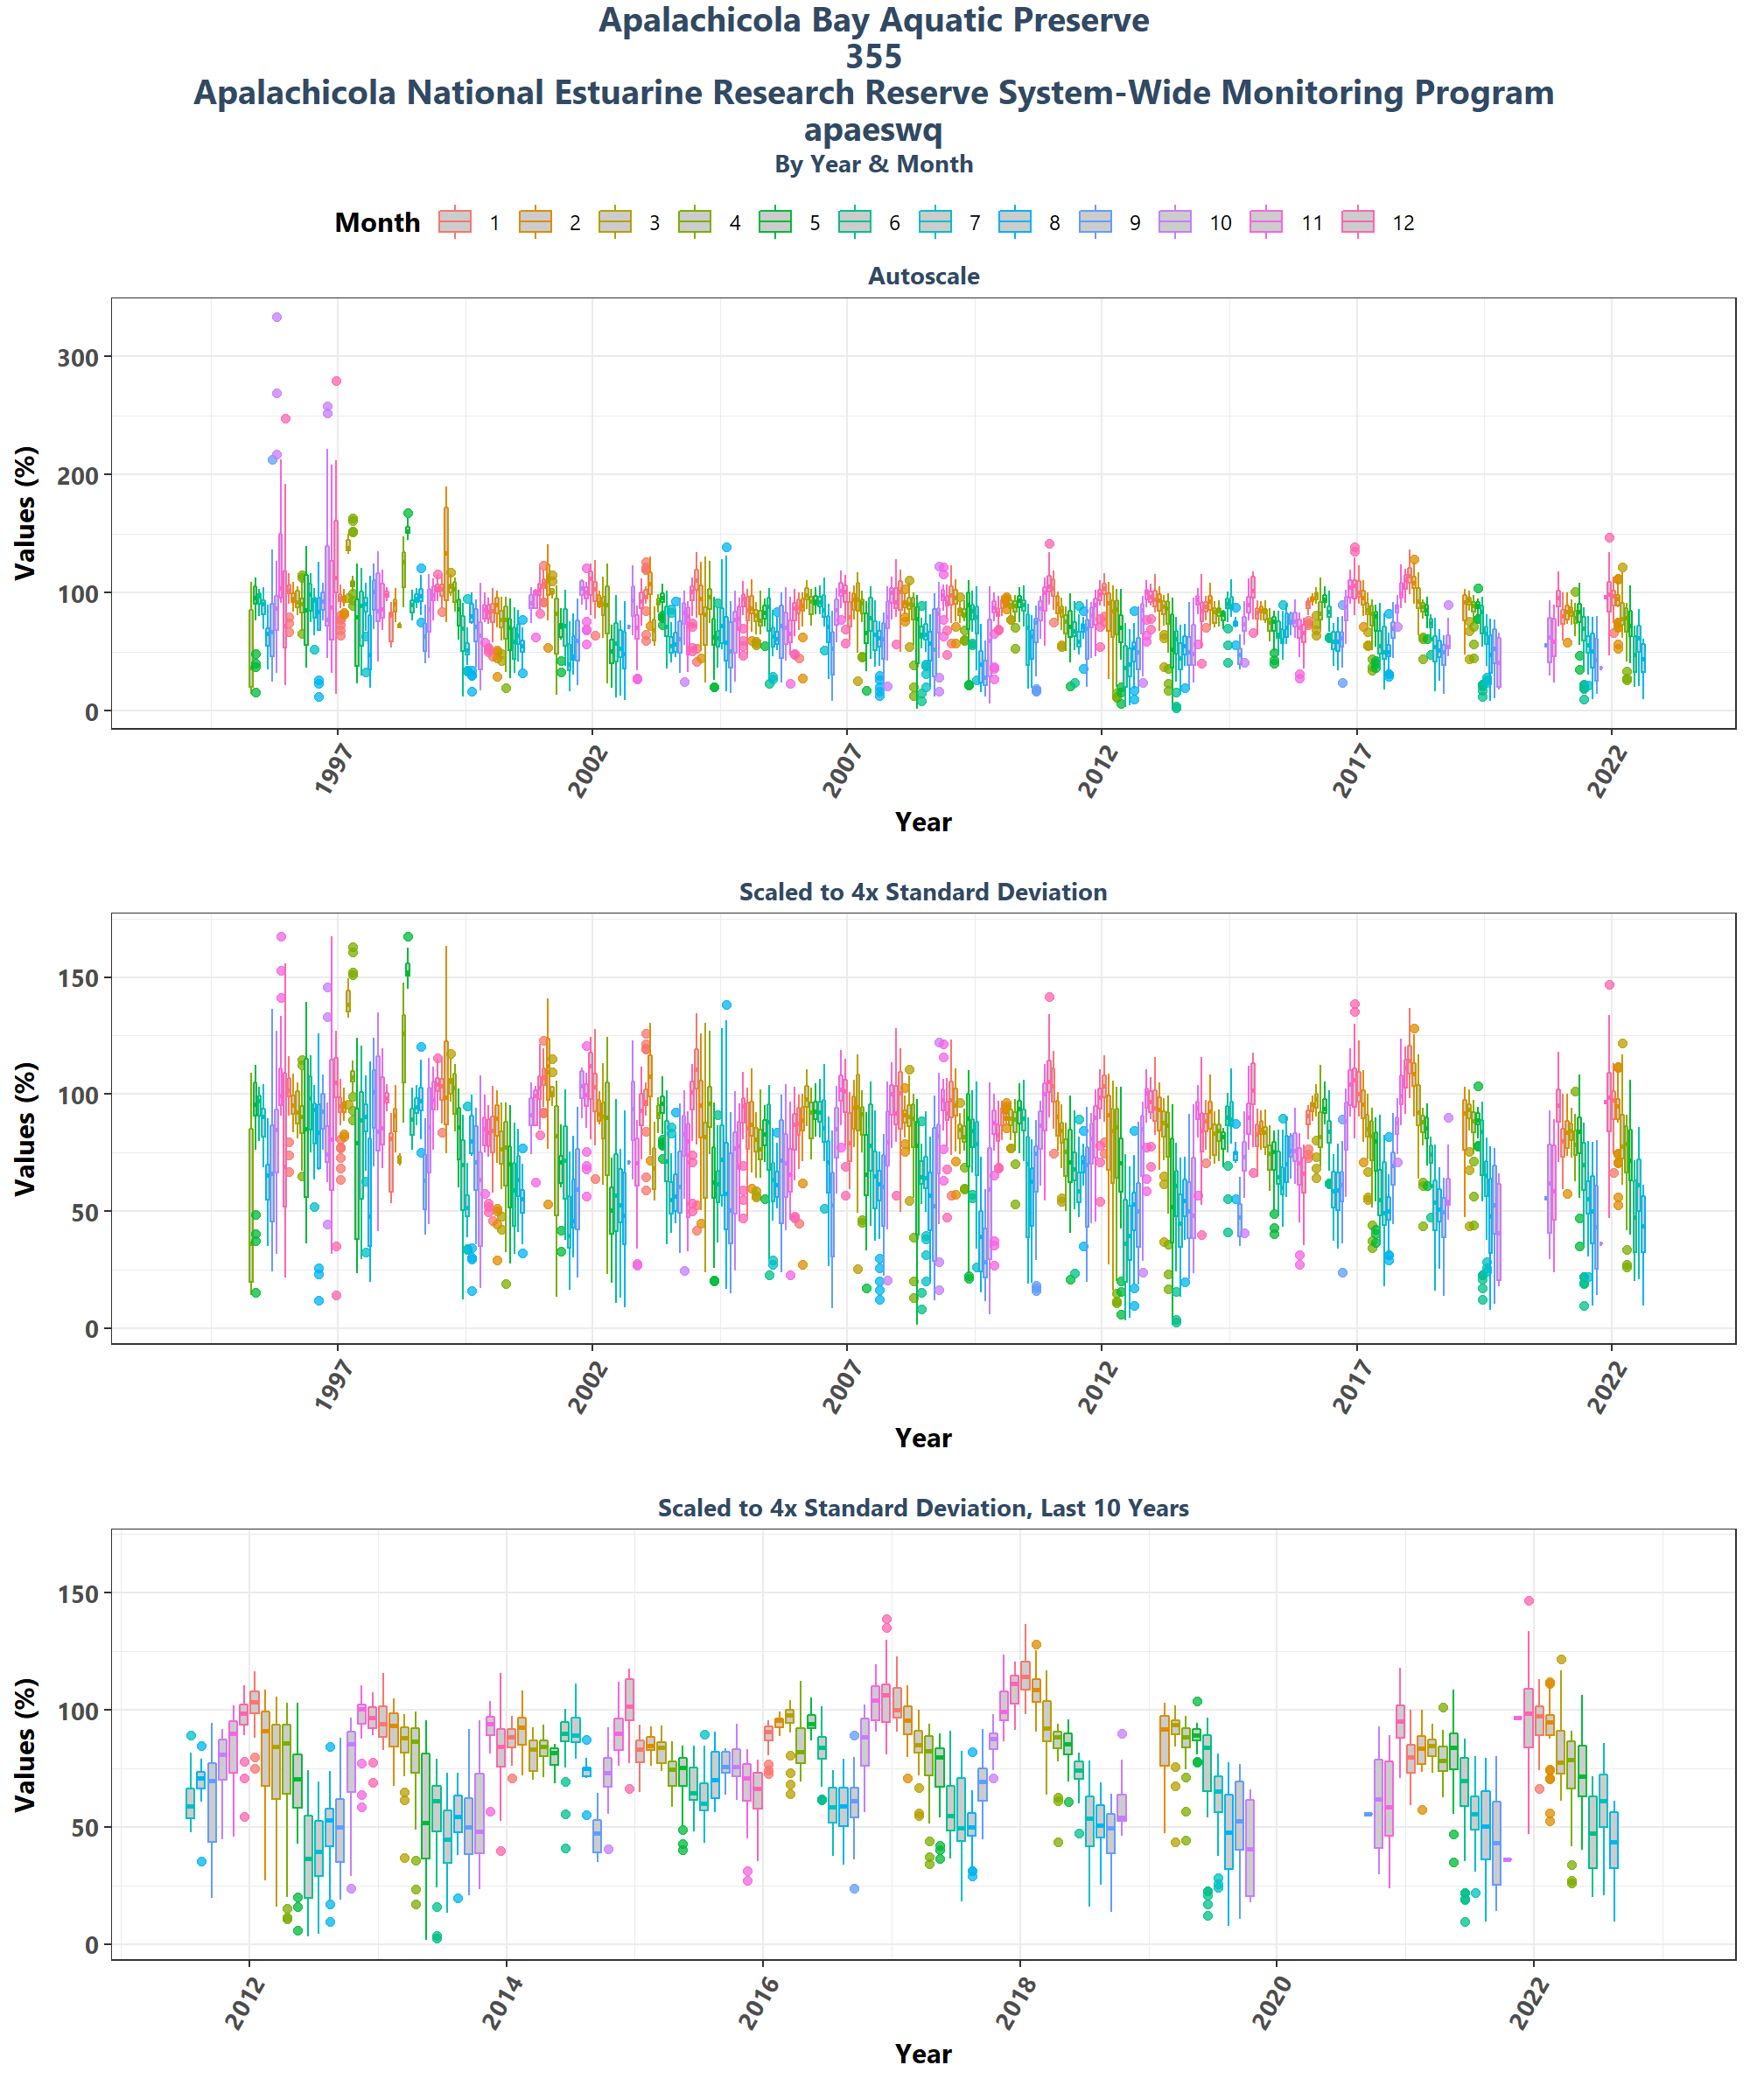 Apalachicola Bay Aquatic Preserve
355
Apalachicola National Estuarine Research Reserve System-Wide Monitoring Program
apaeswq
By Year & Month
Month 1 2 3 4 5 6 7 8 9 10 11 12
Autoscale
Values (%)
300
200
100
0
1997 2002 2007 2012 2017 2022
Year
Scaled to 4x Standard Deviation
Values (%)
150
100
50
0
1997 2002 2007 2012 2017 2022
Year
Scaled to 4x Standard Deviation, Last 10 Years
Values (%)
150
100
50
0
2012 2014 2016 2018 2020 2022
Year